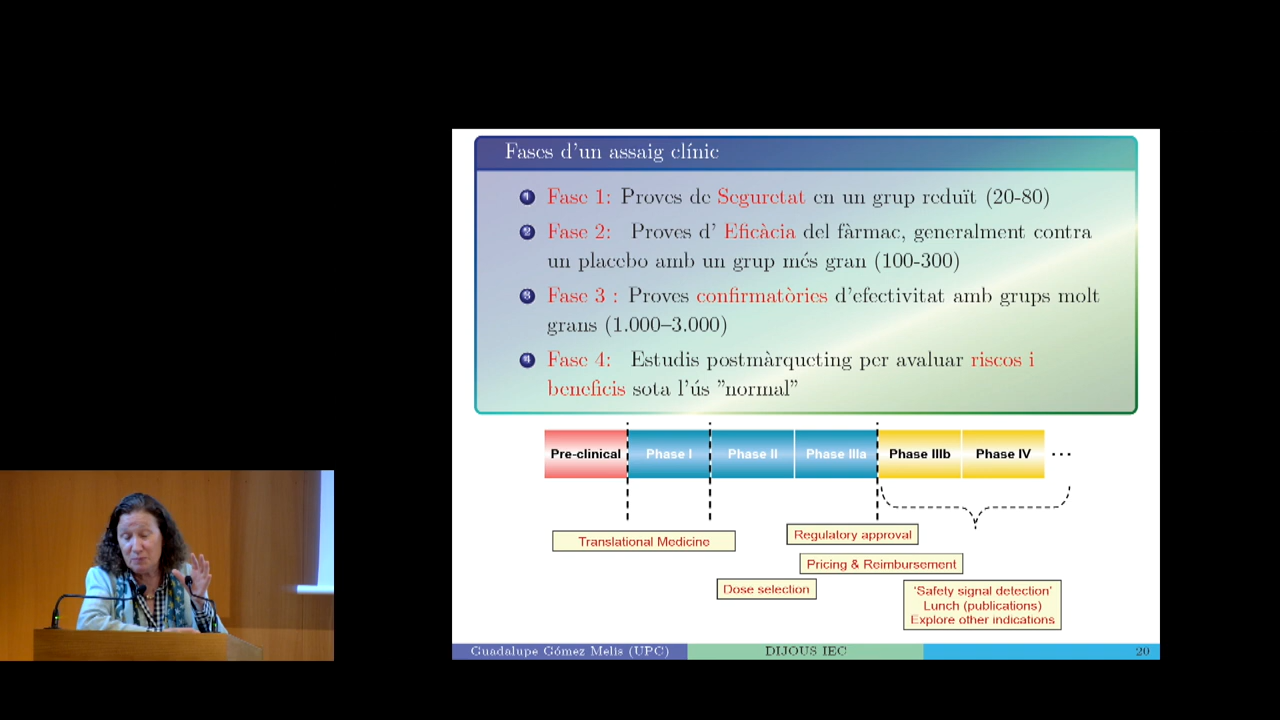 Fases d'un assaig clínic
1 Fase 1: Proves de Seguretat en un grup reduït (20-80)
2 Fase 2: Proves d' Eficàcia del fàrmac, generalment contra
un placebo amb un grup més gran (100-300)
3 Fase 3 : Proves confirmatòries d'efectivitat amb grups molt
grans (1.000–3.000)
4 Fase 4: Estudis postmàrqueting per avaluar riscos i
beneficis sota l'ús "normal"
Pre-clinical Phase I Phase II Phase IIIa Phase IIIb Phase IV ...
Translational Medicine
Regulatory approval
Pricing & Reimbursement
Dose selection
'Safety signal detection'
Lunch (publications)
Explore other indications
Guadalupe Gómez Melis (UPC) DIJOUS IEC 20